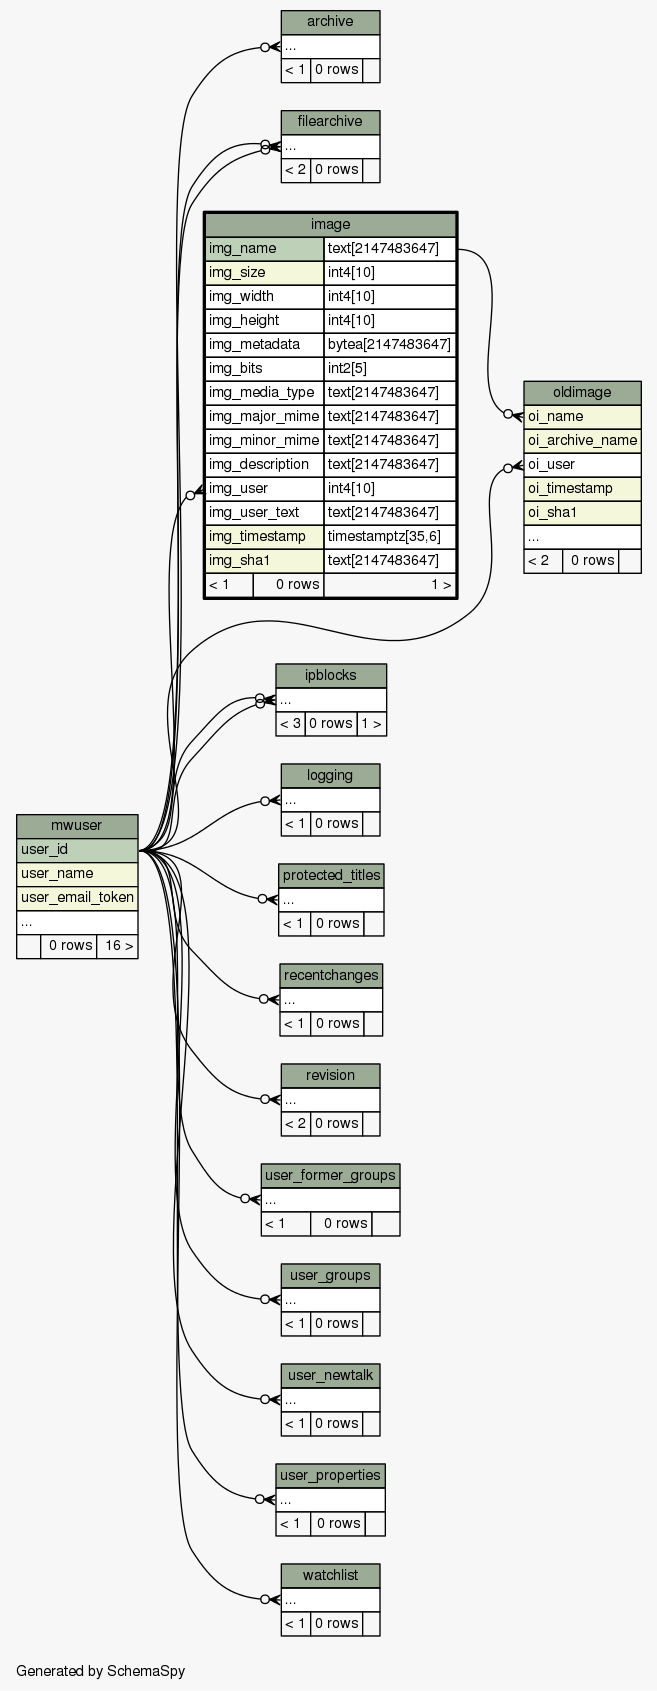 archive
...
< 1 0 rows
filearchive
...
< 2 0 rows
image
img_name text[2147483647]
img_size int4[10]
img_width int4[10]
img_height int4[10]
img_metadata bytea[2147483647]
img_bits int2[5]
img_media_type text[2147483647]
img_major_mime text[2147483647]
img_minor_mime text[2147483647]
img_description text[2147483647]
img_user int4[10]
img_user_text text[2147483647]
img_timestamp timestamptz[35,6]
img_sha1 text[2147483647]
< 1 0 rows 1 >
oldimage
oi_name
oi_archive_name
oi_user
oi_timestamp
oi_sha1
...
< 2 0 rows
ipblocks
...
< 3 0 rows 1 >
logging
...
< 1 0 rows
mwuser
user_id
user_name
user_email_token
...
0 rows 16 >
protected_titles
...
< 1 0 rows
recentchanges
...
< 1 0 rows
revision
...
< 2 0 rows
user_former_groups
...
< 1 0 rows
user_groups
...
< 1 0 rows
user_newtalk
...
< 1 0 rows
user_properties
...
< 1 0 rows
watchlist
...
< 1 0 rows
Generated by SchemaSpy